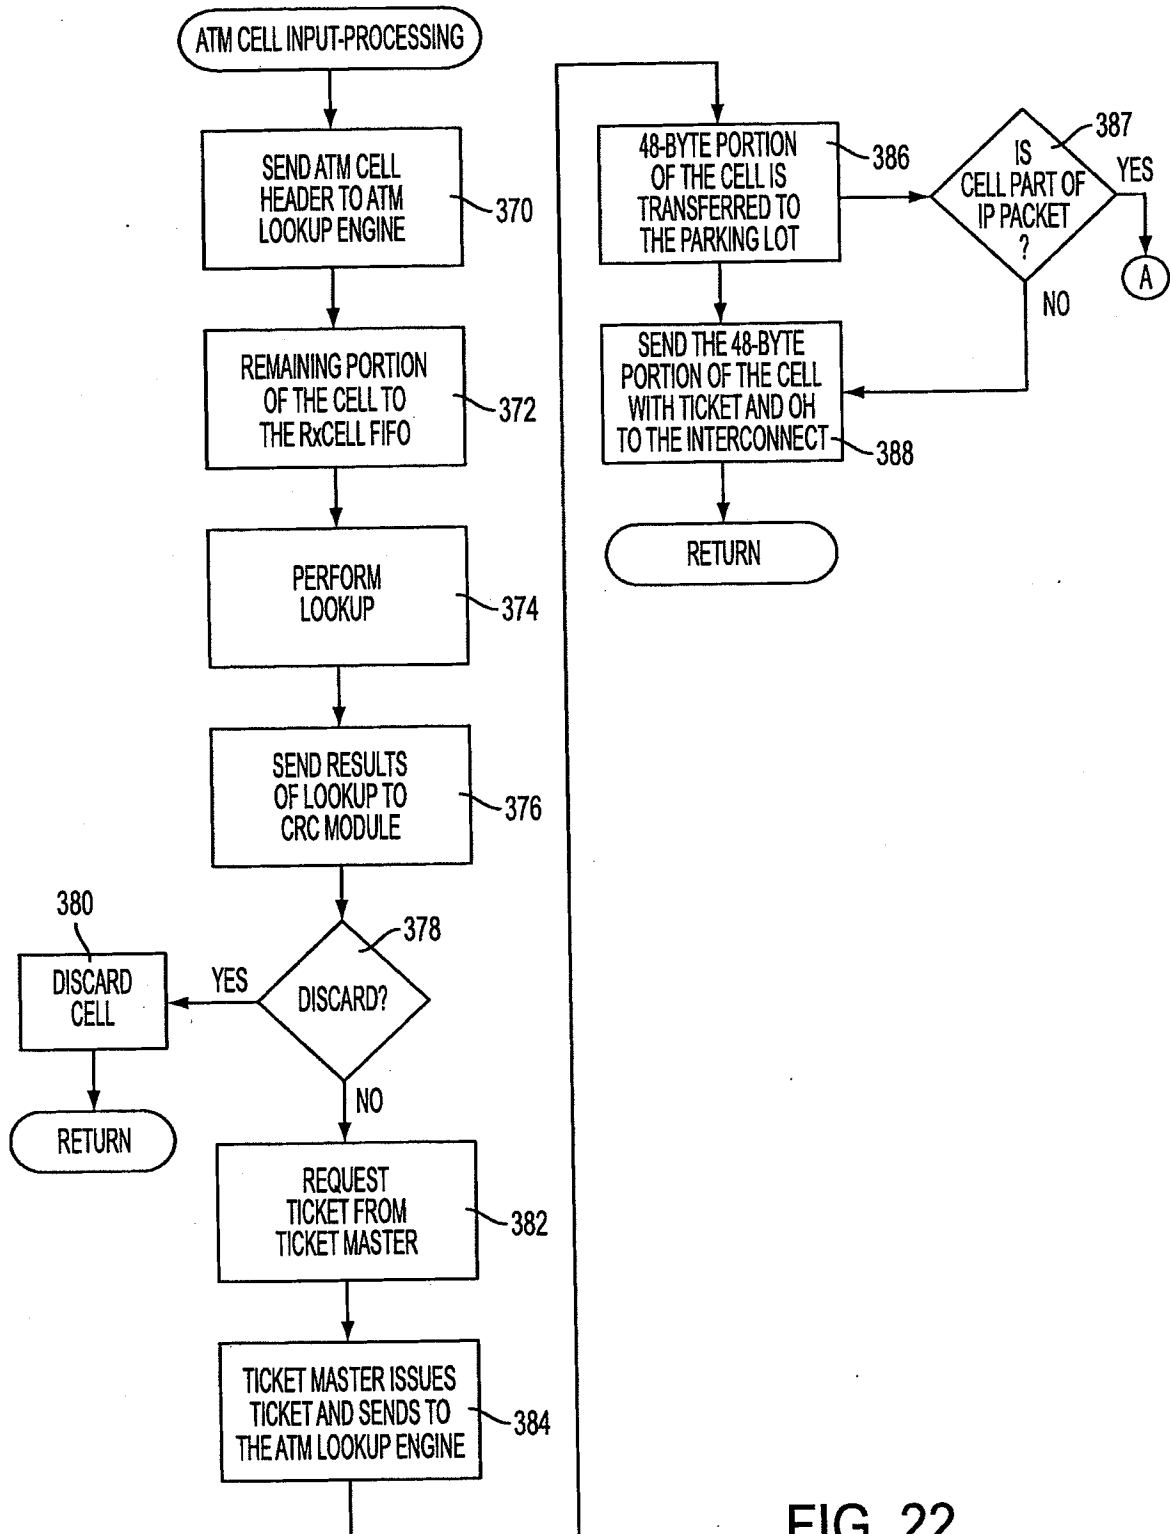 ATM CELL INPUT-PROCESSING
SEND ATM CELL
HEADER TO ATM
LOOKUP ENGINE
370
REMAINING PORTION
OF THE CELL TO
THE RxCELL FIFO
372
PERFORM
LOOKUP
374
SEND RESULTS
OF LOOKUP TO
CRC MODULE
376
378
DISCARD?
YES
380
DISCARD
CELL
RETURN
NO
REQUEST
TICKET FROM
TICKET MASTER
382
TICKET MASTER ISSUES
TICKET AND SENDS TO
THE ATM LOOKUP ENGINE
384
48-BYTE PORTION
OF THE CELL IS
TRANSFERRED TO
THE PARKING LOT
386
387
IS
CELL PART OF
IP PACKET
?
YES
A
NO
SEND THE 48-BYTE
PORTION OF THE CELL
WITH TICKET AND OH
TO THE INTERCONNECT
388
RETURN
FIG. 22